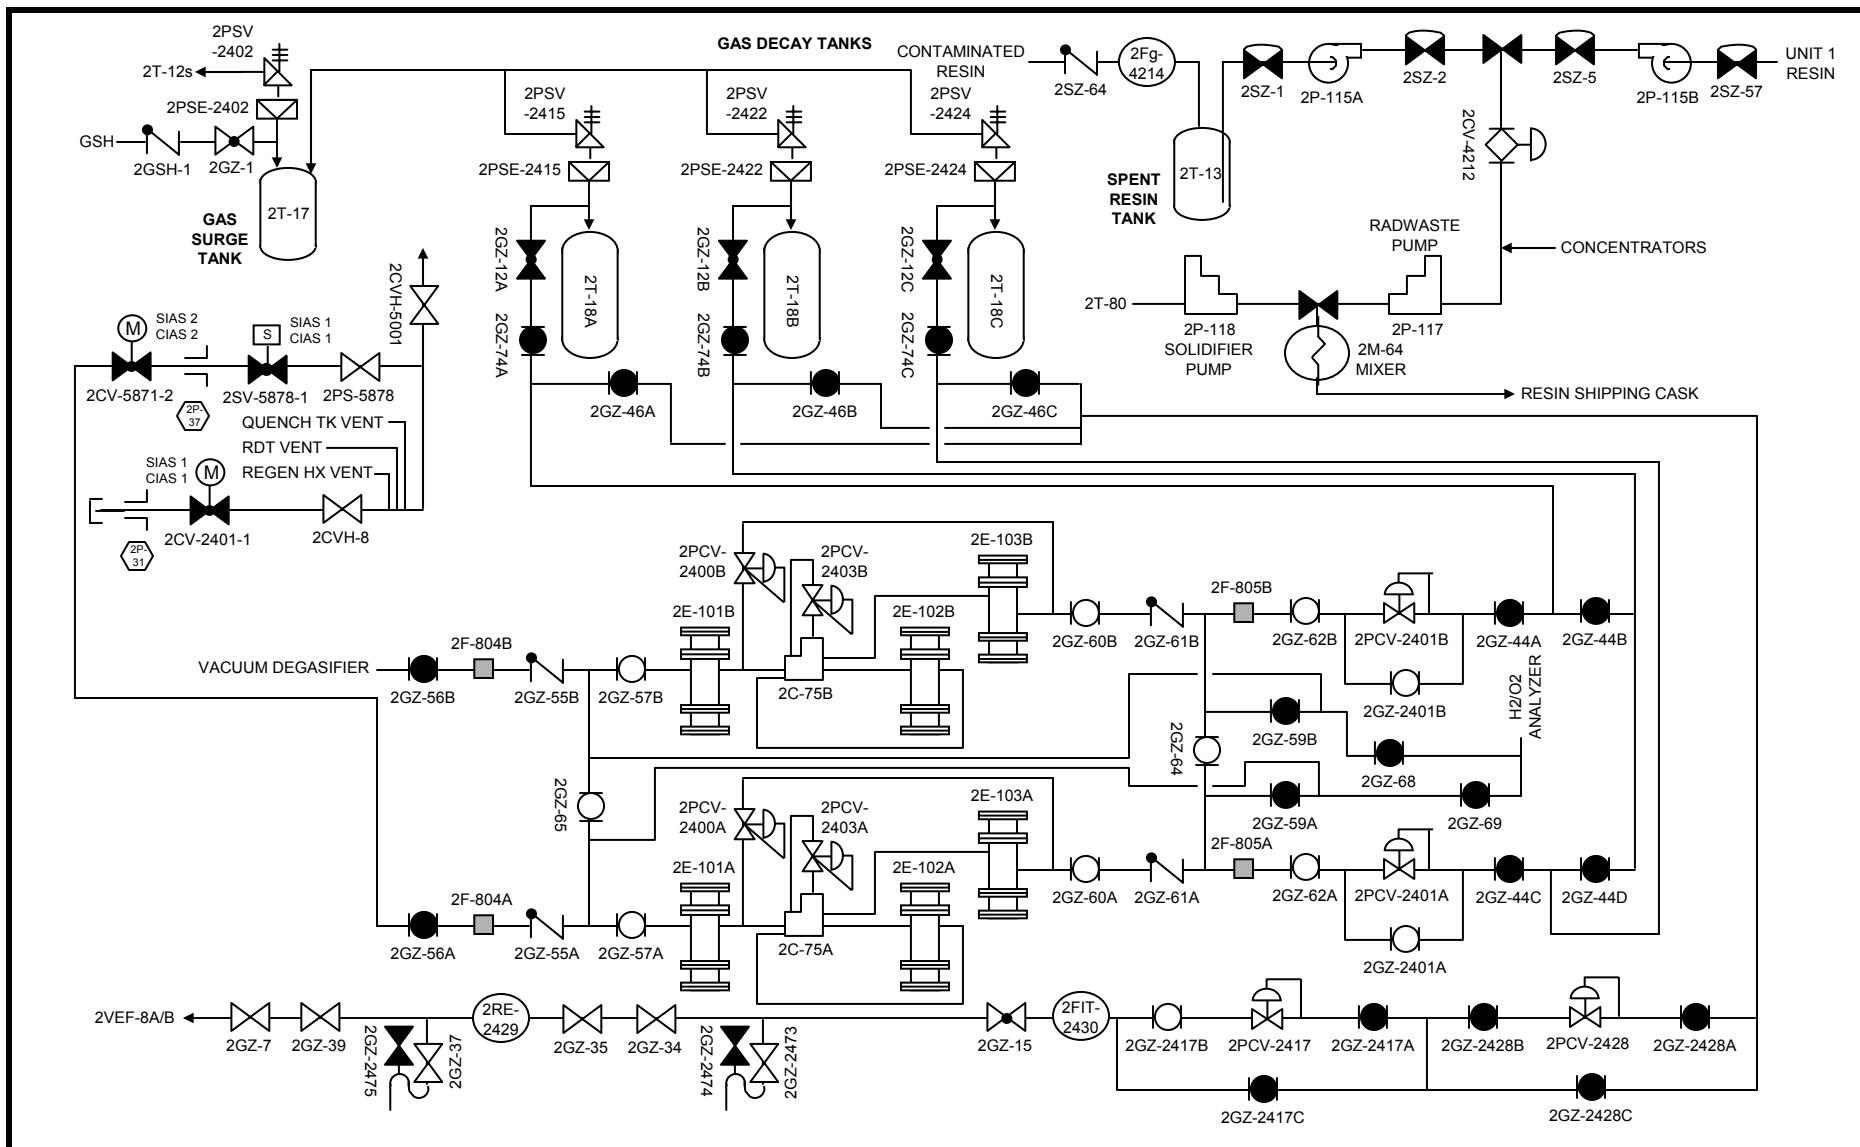 2PSV
-2402
2T-12s
2PSE-2402
GSH
2GSH-1
2GZ-1
2T-17
GAS
SURGE
TANK
GAS DECAY TANKS
2PSV
-2415
2PSE-2415
2PSV
-2422
2PSE-2422
2PSV
-2424
2PSE-2424
2GZ-12A
2T-18A
2GZ-74A
2GZ-46A
2GZ-12B
2T-18B
2GZ-74B
2GZ-46B
2GZ-12C
2T-18C
2GZ-74C
2GZ-46C
CONTAMINATED
RESIN
2SZ-64
2Fg-
4214
2T-13
SPENT
RESIN
TANK
2SZ-1
2P-115A
2SZ-2
2SZ-5
2P-115B
2SZ-57
UNIT 1
RESIN
2CV-4212
CONCENTRATORS
RADWASTE
PUMP
2P-117
2T-80
2P-118
SOLIDIFIER
PUMP
2M-64
MIXER
RESIN SHIPPING CASK
2CVH-5001
M
SIAS 2
CIAS 2
2CV-5871-2
2P-
37
S
SIAS 1
CIAS 1
2SV-5878-1
2PS-5878
QUENCH TK VENT
RDT VENT
REGEN HX VENT
SIAS 1
CIAS 1
M
2P-
31
2CV-2401-1
2CVH-8
VACUUM DEGASIFIER
2GZ-56B
2F-804B
2GZ-55B
2GZ-57B
2E-101B
2PCV-
2400B
2PCV-
2403B
2C-75B
2E-102B
2E-103B
2GZ-60B
2GZ-61B
2F-805B
2GZ-62B
2PCV-2401B
2GZ-2401B
2GZ-44A
2GZ-44B
H2/O2
ANALYZER
2GZ-59B
2GZ-68
2GZ-64
2GZ-59A
2GZ-69
2GZ-65
2GZ-56A
2F-804A
2GZ-55A
2GZ-57A
2E-101A
2PCV-
2400A
2PCV-
2403A
2C-75A
2E-102A
2E-103A
2GZ-60A
2GZ-61A
2F-805A
2GZ-62A
2PCV-2401A
2GZ-2401A
2GZ-44C
2GZ-44D
2VEF-8A/B
2GZ-7
2GZ-39
2GZ-2475
2GZ-37
2RE-
2429
2GZ-35
2GZ-34
2GZ-2474
2GZ-2473
2GZ-15
2FIT-
2430
2GZ-2417B
2PCV-2417
2GZ-2417A
2GZ-2417C
2GZ-2428B
2PCV-2428
2GZ-2428A
2GZ-2428C